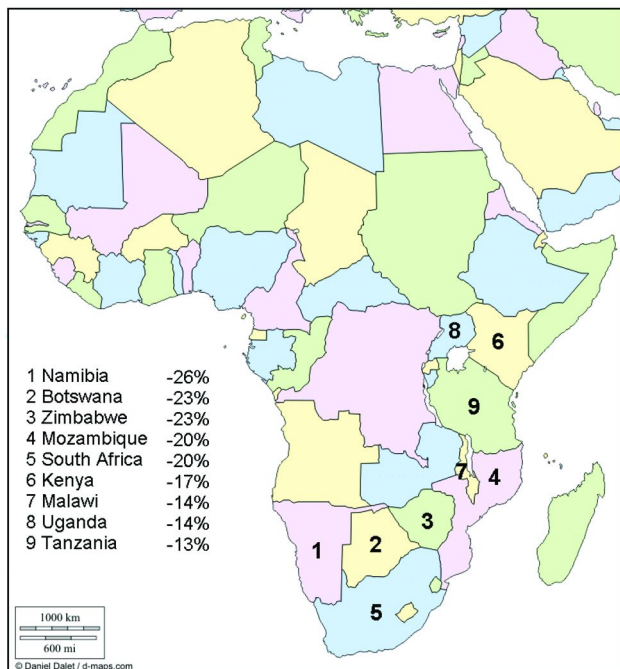 8
6
9
7
4
3
1
2
5
1 Namibia -26%
2 Botswana -23%
3 Zimbabwe -23%
4 Mozambique -20%
5 South Africa -20%
6 Kenya -17%
7 Malawi -14%
8 Uganda -14%
9 Tanzania -13%
1000 km
600 mi
© Daniel Dalet / d-maps.com